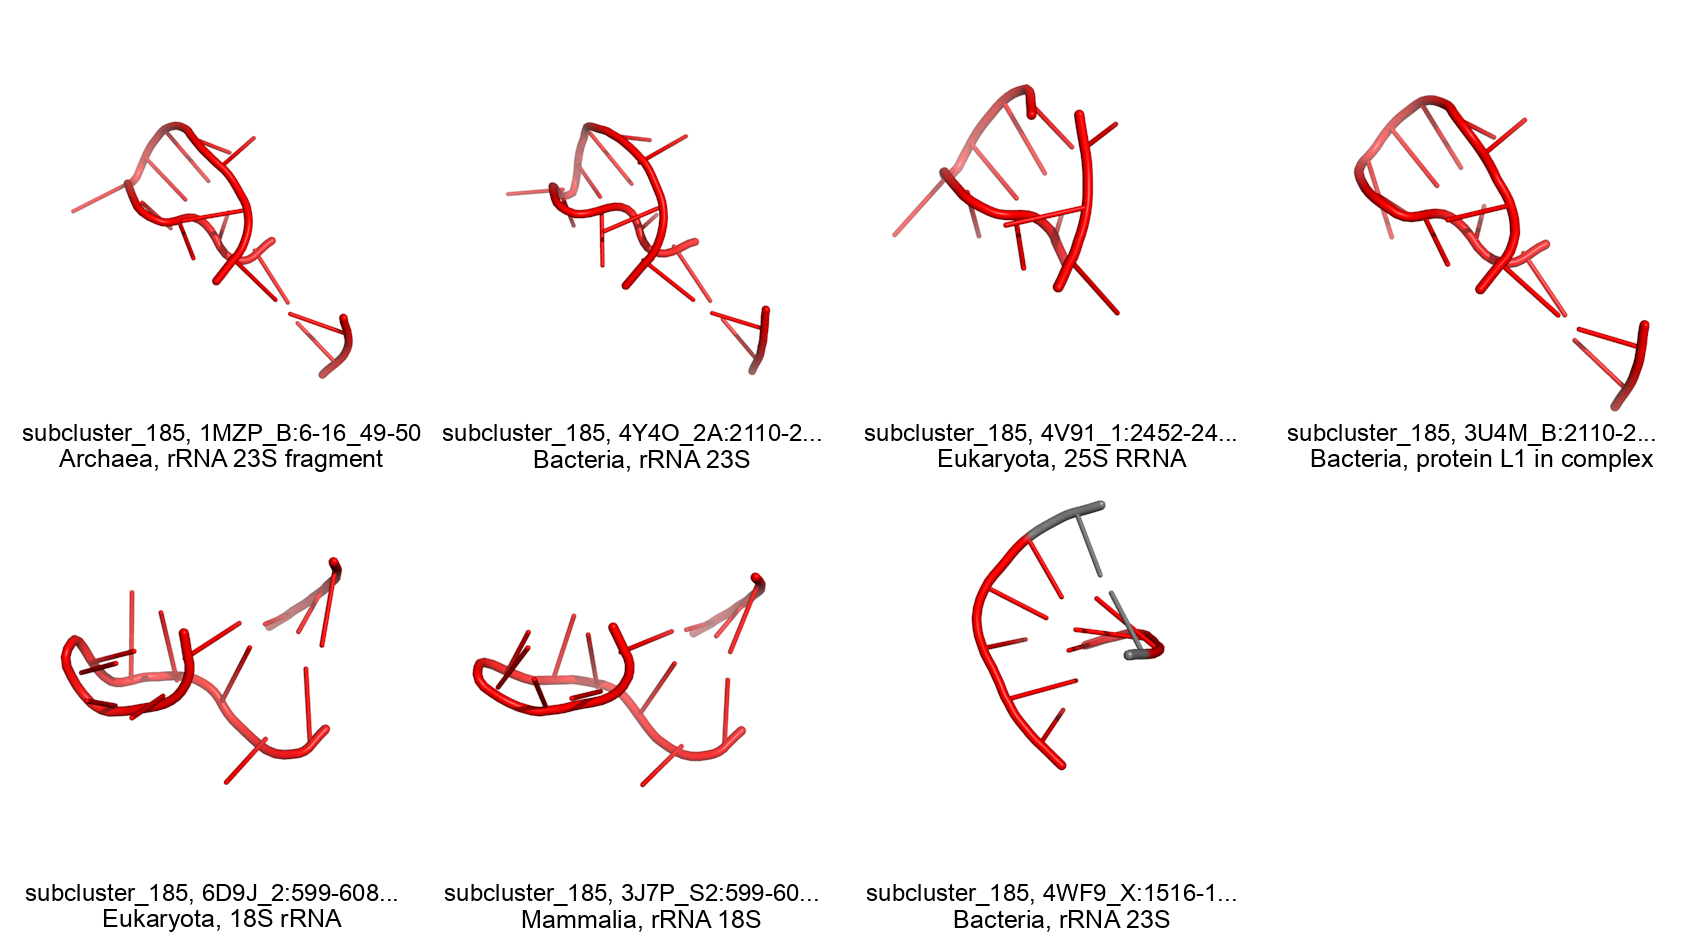 subcluster_185, 1MZP_B:6-16_49-50
Archaea, rRNA 23S fragment
subcluster_185, 4Y4O_2A:2110-2...
Bacteria, rRNA 23S
subcluster_185, 4V91_1:2452-24...
Eukaryota, 25S RRNA
subcluster_185, 3U4M_B:2110-2...
Bacteria, protein L1 in complex
subcluster_185, 6D9J_2:599-608...
Eukaryota, 18S rRNA
subcluster_185, 3J7P_S2:599-60...
Mammalia, rRNA 18S
subcluster_185, 4WF9_X:1516-1...
Bacteria, rRNA 23S